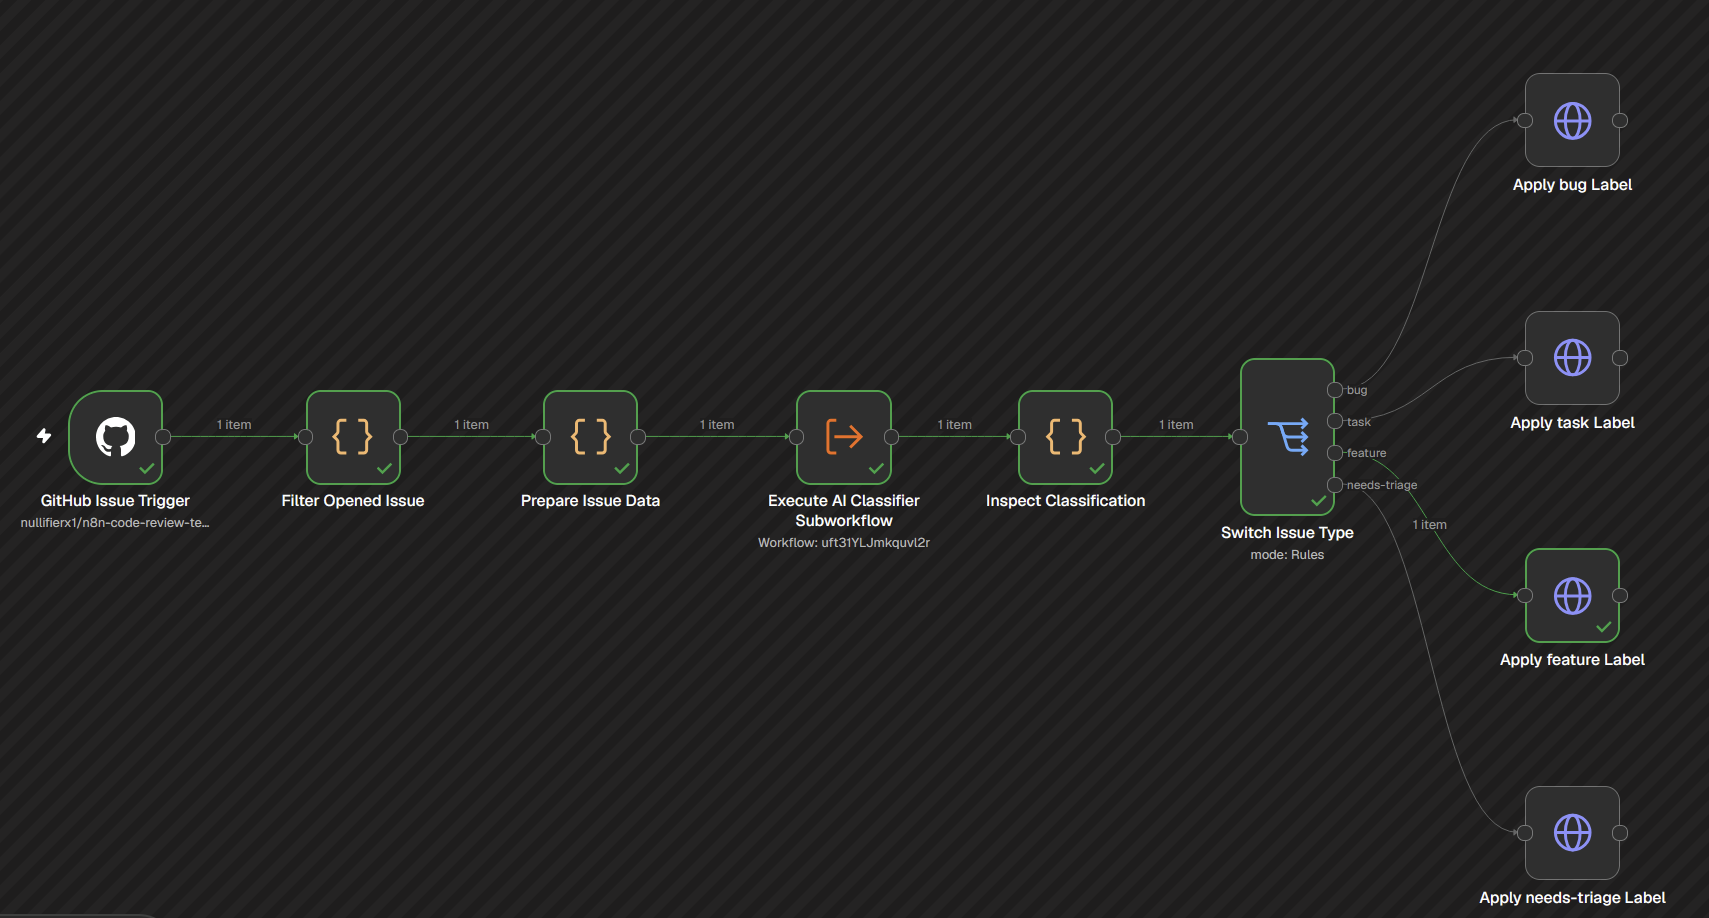 Apply bug Label
Apply task Label
bug
task
feature
needs-triage
1 item
1 item
1 item
1 item
1 item
1 item
GitHub Issue Trigger
nullifierx1/n8n-code-review-te...
Filter Opened Issue
Prepare Issue Data
Execute AI Classifier
Subworkflow
Workflow: uft31YLJmkquvl2r
Inspect Classification
Switch Issue Type
mode: Rules
Apply feature Label
Apply needs-triage Label